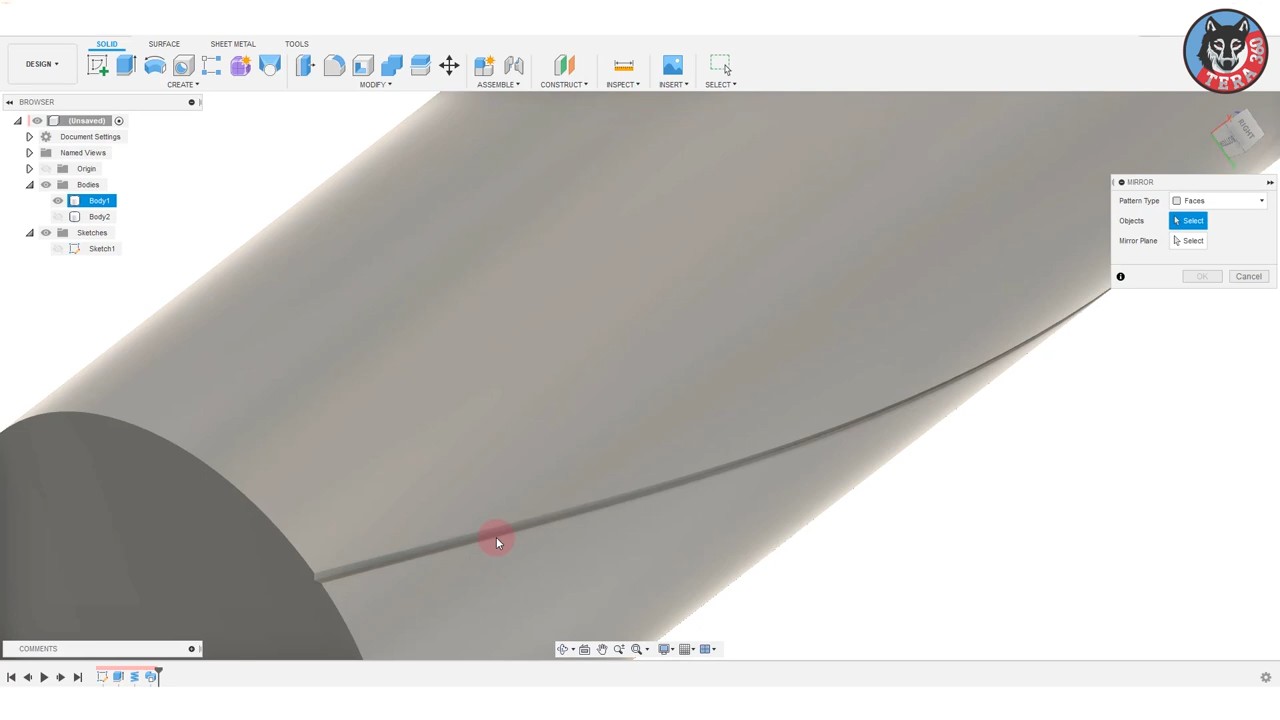 SOLID SURFACE SHEET METAL TOOLS
DESIGN
CREATE MODIFY ASSEMBLE CONSTRUCT INSPECT INSERT SELECT
TERA 360
BROWSER
(Unsaved)
Document Settings
Named Views
Origin
Bodies
Body1
Body2
Sketches
Sketch1
RIGHT
MIRROR
Pattern Type Faces
Objects Select
Mirror Plane Select
OK Cancel
COMMENTS